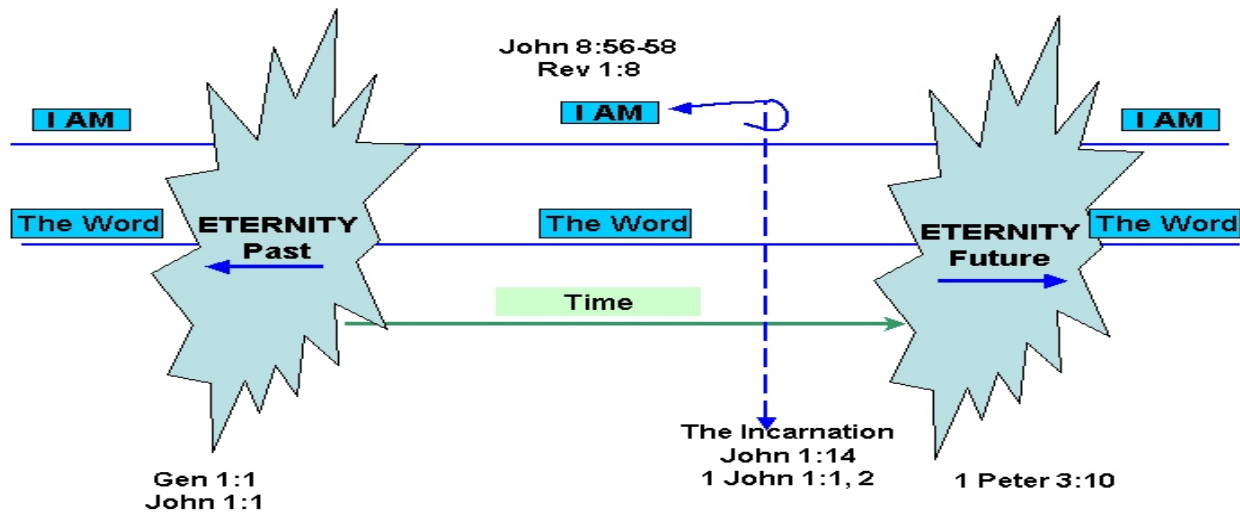 John 8:56-58
Rev 1:8
I AM
I AM
I AM
The Word
ETERNITY
Past
The Word
ETERNITY
Future
The Word
Time
The Incarnation
John 1:14
1 John 1:1, 2
Gen 1:1
John 1:1
1 Peter 3:10